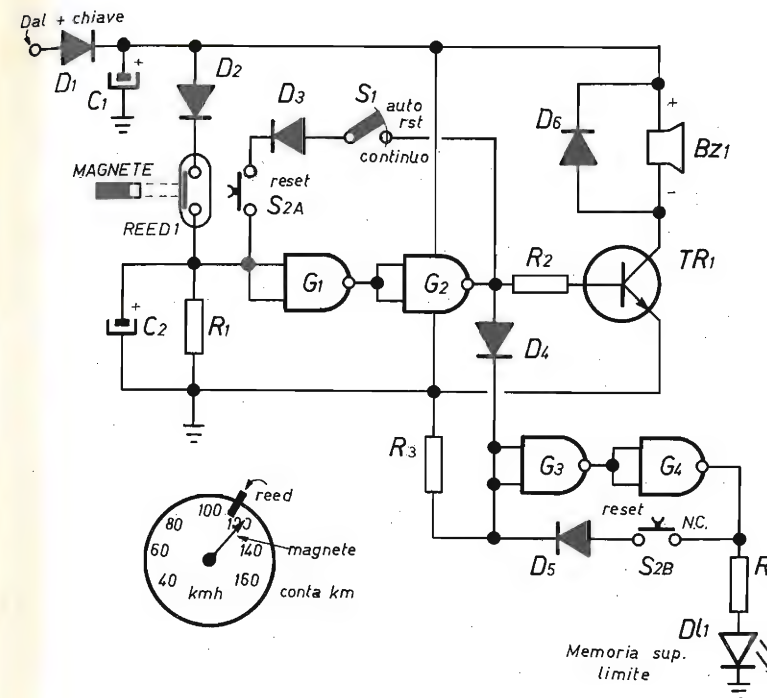 Dal + chiave
D1
C1
+
D2
D3
S1
auto
rst
continuo
D6
+
Bz1
-
MAGNETE
REED 1
reset
S2A
G1
G2
R2
TR1
+
C2
R1
D4
R3
G3
G4
reset
N.C.
D5
S2B
R
Dl1
Memoria sup.
limite
reed
100
80
120
60
140
40
160
kmh
magnete
conta km